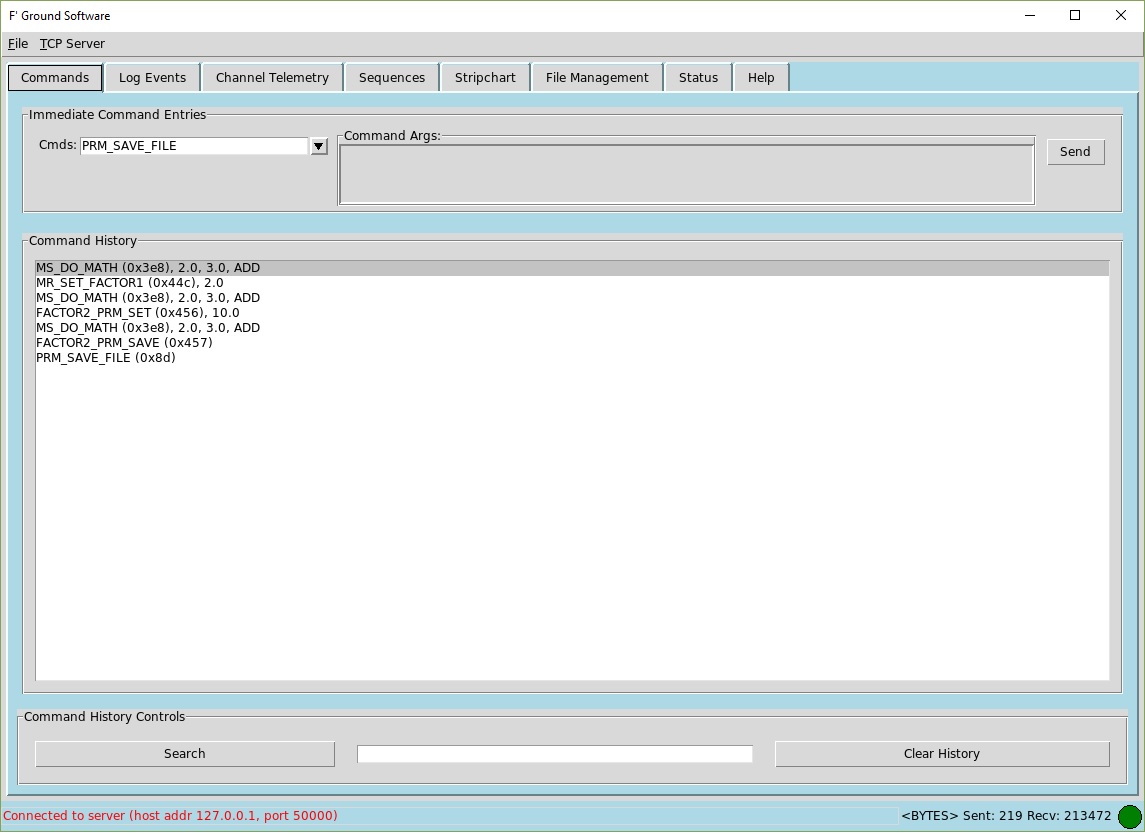 F' Ground Software
File TCP Server
Commands Log Events Channel Telemetry Sequences Stripchart File Management Status Help
Immediate Command Entries
Cmds: PRM_SAVE_FILE
Command Args:
Send
Command History
MS_DO_MATH (0x3e8), 2.0, 3.0, ADD
MR_SET_FACTOR1 (0x44c), 2.0
MS_DO_MATH (0x3e8), 2.0, 3.0, ADD
FACTOR2_PRM_SET (0x456), 10.0
MS_DO_MATH (0x3e8), 2.0, 3.0, ADD
FACTOR2_PRM_SAVE (0x457)
PRM_SAVE_FILE (0x8d)
Command History Controls
Search Clear History
Connected to server (host addr 127.0.0.1, port 50000) <BYTES> Sent: 219 Recv: 213472